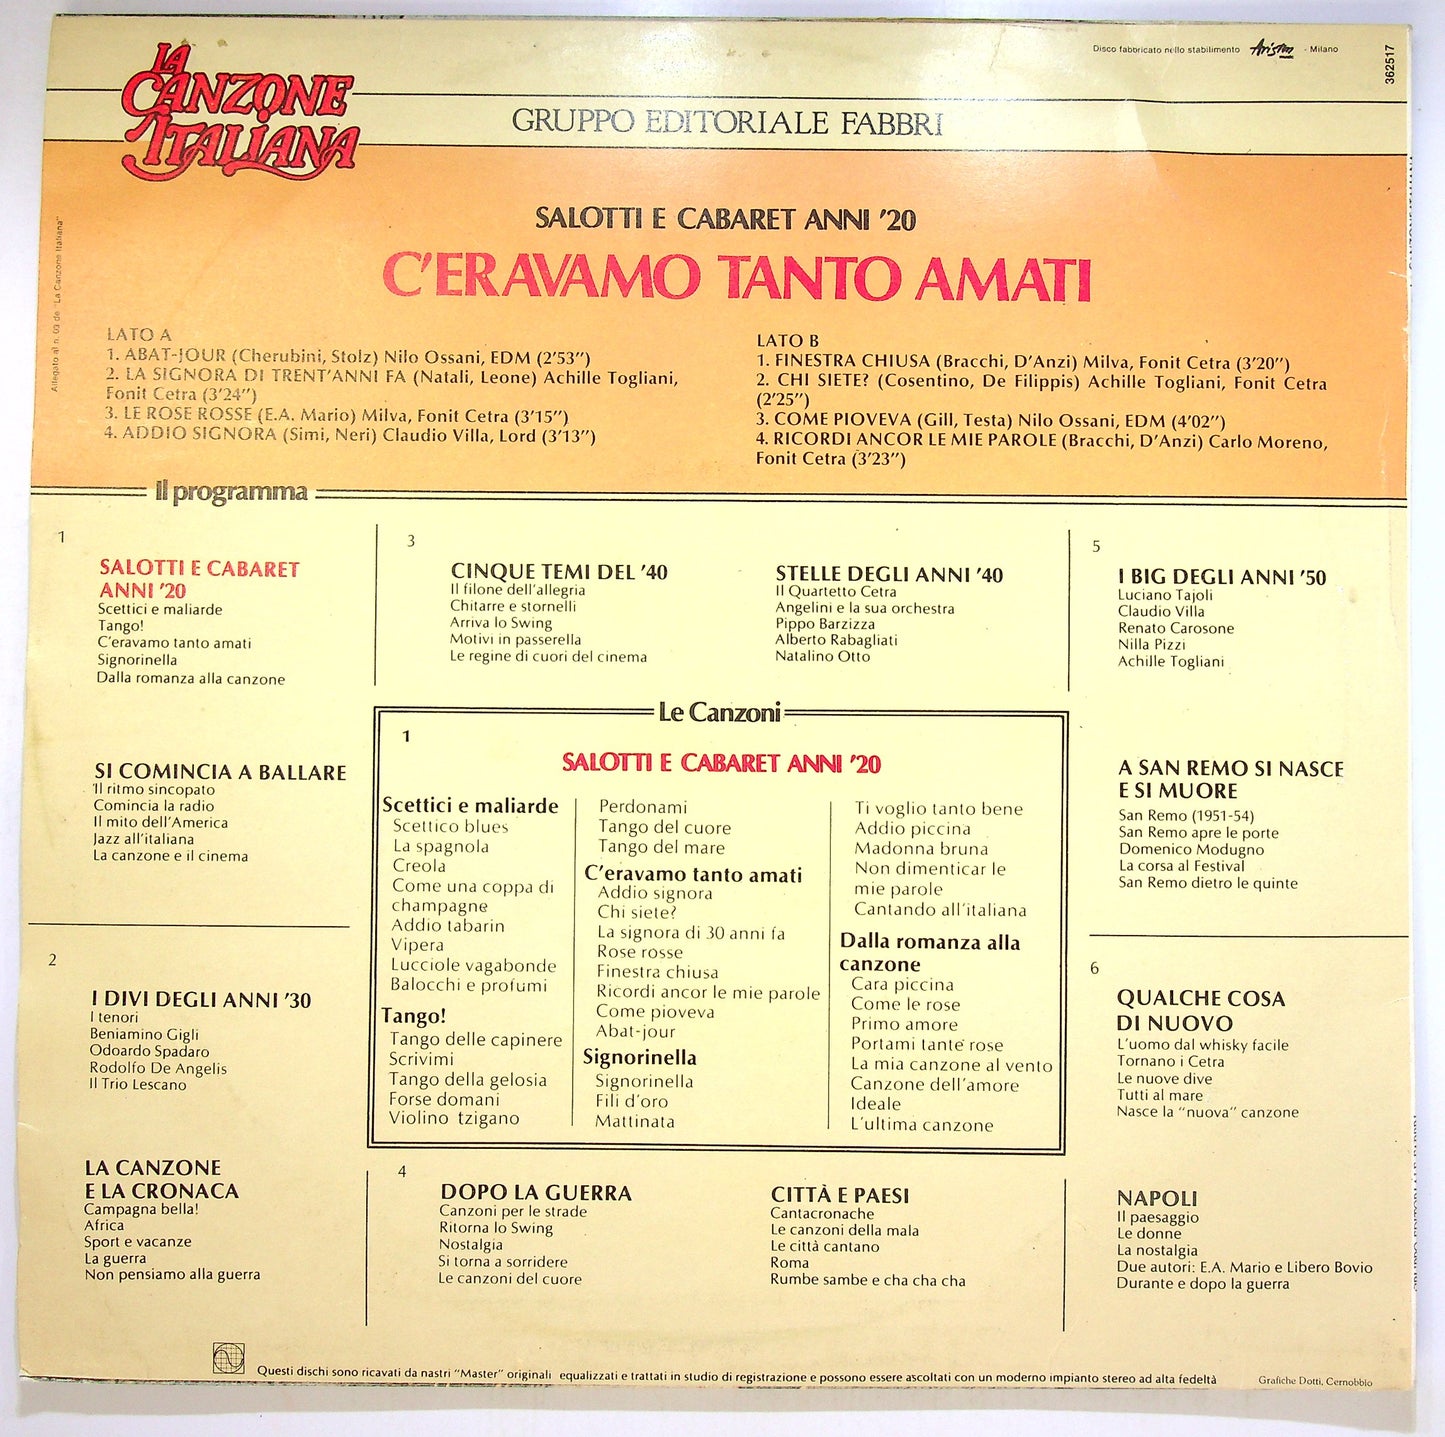 LA
CANZONE
ITALIANA
Disco fabbricato nello stabilimento Ariston - Milano
362517
GRUPPO EDITORIALE FABBRI
SALOTTI E CABARET ANNI '20
C'ERAVAMO TANTO AMATI
LATO A
1. ABAT-JOUR (Cherubini, Stolz) Nilo Ossani, EDM (2'53")
2. LA SIGNORA DI TRENT'ANNI FA (Natali, Leone) Achille Togliani,
Fonit Cetra (3'24")
3. LE ROSE ROSSE (E.A. Mario) Milva, Fonit Cetra (3'15")
4. ADDIO SIGNORA (Simi, Neri) Claudio Villa, Lord (3'13")
LATO B
1. FINESTRA CHIUSA (Bracchi, D'Anzi) Milva, Fonit Cetra (3'20")
2. CHI SIETE? (Cosentino, De Filippis) Achille Togliani, Fonit Cetra
(2'25")
3. COME PIOVEVA (Gill, Testa) Nilo Ossani, EDM (4'02")
4. RICORDI ANCOR LE MIE PAROLE (Bracchi, D'Anzi) Carlo Moreno,
Fonit Cetra (3'23")
Allegato al n. 03 de "La Canzone Italiana"
Il programma
1
SALOTTI E CABARET
ANNI '20
Scettici e maliarde
Tango!
C'eravamo tanto amati
Signorinella
Dalla romanza alla canzone
SI COMINCIA A BALLARE
Il ritmo sincopato
Comincia la radio
Il mito dell'America
Jazz all'italiana
La canzone e il cinema
2
I DIVI DEGLI ANNI '30
I tenori
Beniamino Gigli
Odoardo Spadaro
Rodolfo De Angelis
Il Trio Lescano
LA CANZONE
E LA CRONACA
Campagna bella!
Africa
Sport e vacanze
La guerra
Non pensiamo alla guerra
3
CINQUE TEMI DEL '40
Il filone dell'allegria
Chitarre e stornelli
Arriva lo Swing
Motivi in passerella
Le regine di cuori del cinema
STELLE DEGLI ANNI '40
Il Quartetto Cetra
Angelini e la sua orchestra
Pippo Barzizza
Alberto Rabagliati
Natalino Otto
Le Canzoni
1
SALOTTI E CABARET ANNI '20
Scettici e maliarde
Scettico blues
La spagnola
Creola
Come una coppa di
champagne
Addio tabarin
Vipera
Lucciole vagabonde
Balocchi e profumi
Tango!
Tango delle capinere
Scrivimi
Tango della gelosia
Forse domani
Violino tzigano
Perdonami
Tango del cuore
Tango del mare
C'eravamo tanto amati
Addio signora
Chi siete?
La signora di 30 anni fa
Rose rosse
Finestra chiusa
Ricordi ancor le mie parole
Come pioveva
Abat-jour
Signorinella
Signorinella
Fili d'oro
Mattinata
Ti voglio tanto bene
Addio piccina
Madonna bruna
Non dimenticar le
mie parole
Cantando all'italiana
Dalla romanza alla
canzone
Cara piccina
Come le rose
Primo amore
Portami tante rose
La mia canzone al vento
Canzone dell'amore
Ideale
L'ultima canzone
4
DOPO LA GUERRA
Canzoni per le strade
Ritorna lo Swing
Nostalgia
Si torna a sorridere
Le canzoni del cuore
CITTÀ E PAESI
Cantacronache
Le canzoni della mala
Le città cantano
Roma
Rumbe sambe e cha cha cha
5
I BIG DEGLI ANNI '50
Luciano Tajoli
Claudio Villa
Renato Carosone
Nilla Pizzi
Achille Togliani
A SAN REMO SI NASCE
E SI MUORE
San Remo (1951-54)
San Remo apre le porte
Domenico Modugno
La corsa al Festival
San Remo dietro le quinte
6
QUALCHE COSA
DI NUOVO
L'uomo dal whisky facile
Tornano i Cetra
Le nuove dive
Tutti al mare
Nasce la "nuova" canzone
NAPOLI
Il paesaggio
Le donne
La nostalgia
Due autori: E.A. Mario e Libero Bovio
Durante e dopo la guerra
Questi dischi sono ricavati da nastri "Master" originali equalizzati e trattati in studio di registrazione e possono essere ascoltati con un moderno impianto stereo ad alta fedeltà
Grafiche Dotti, Cernobbio